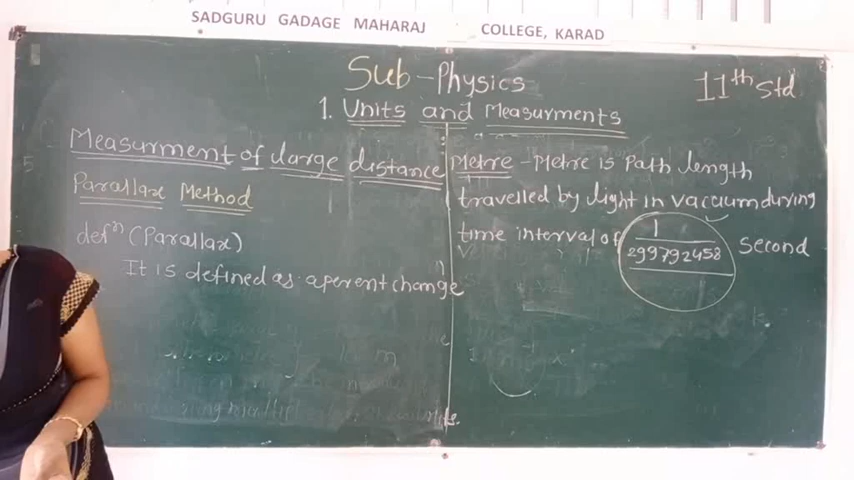 SADGURU GADAGE MAHARAJ COLLEGE, KARAD
Sub-Physics
11th Std
1. Units and Measurments
Measurment of large distance
Parallax Method
defn (Parallax)
It is defined as aperent change
Metre - Metre is Path length
travelled by light in vacuum during
time interval of 1/299792458 Second